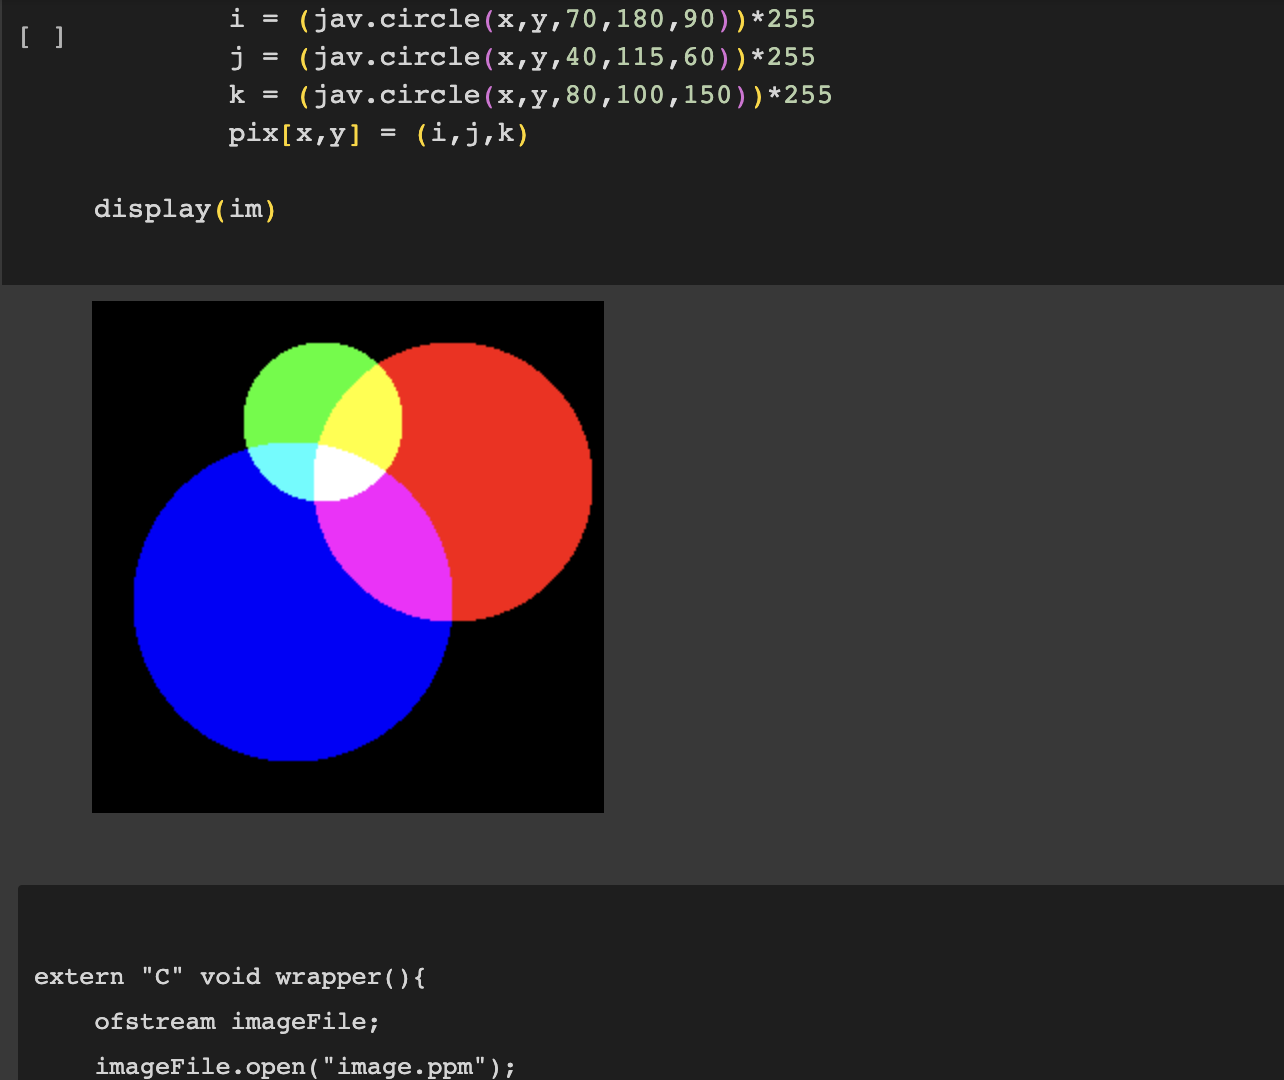 [ ]
i = (jav.circle(x,y,70,180,90))*255
j = (jav.circle(x,y,40,115,60))*255
k = (jav.circle(x,y,80,100,150))*255
pix[x,y] = (i,j,k)
display(im)
extern "C" void wrapper(){
ofstream imageFile;
imageFile.open("image.ppm");